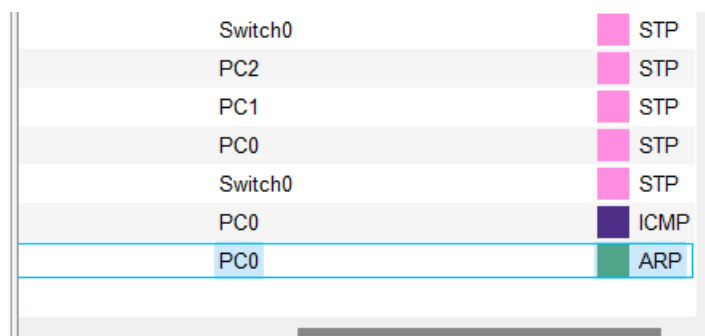 Switch0 STP
PC2 STP
PC1 STP
PC0 STP
Switch0 STP
PC0 ICMP
PC0 ARP